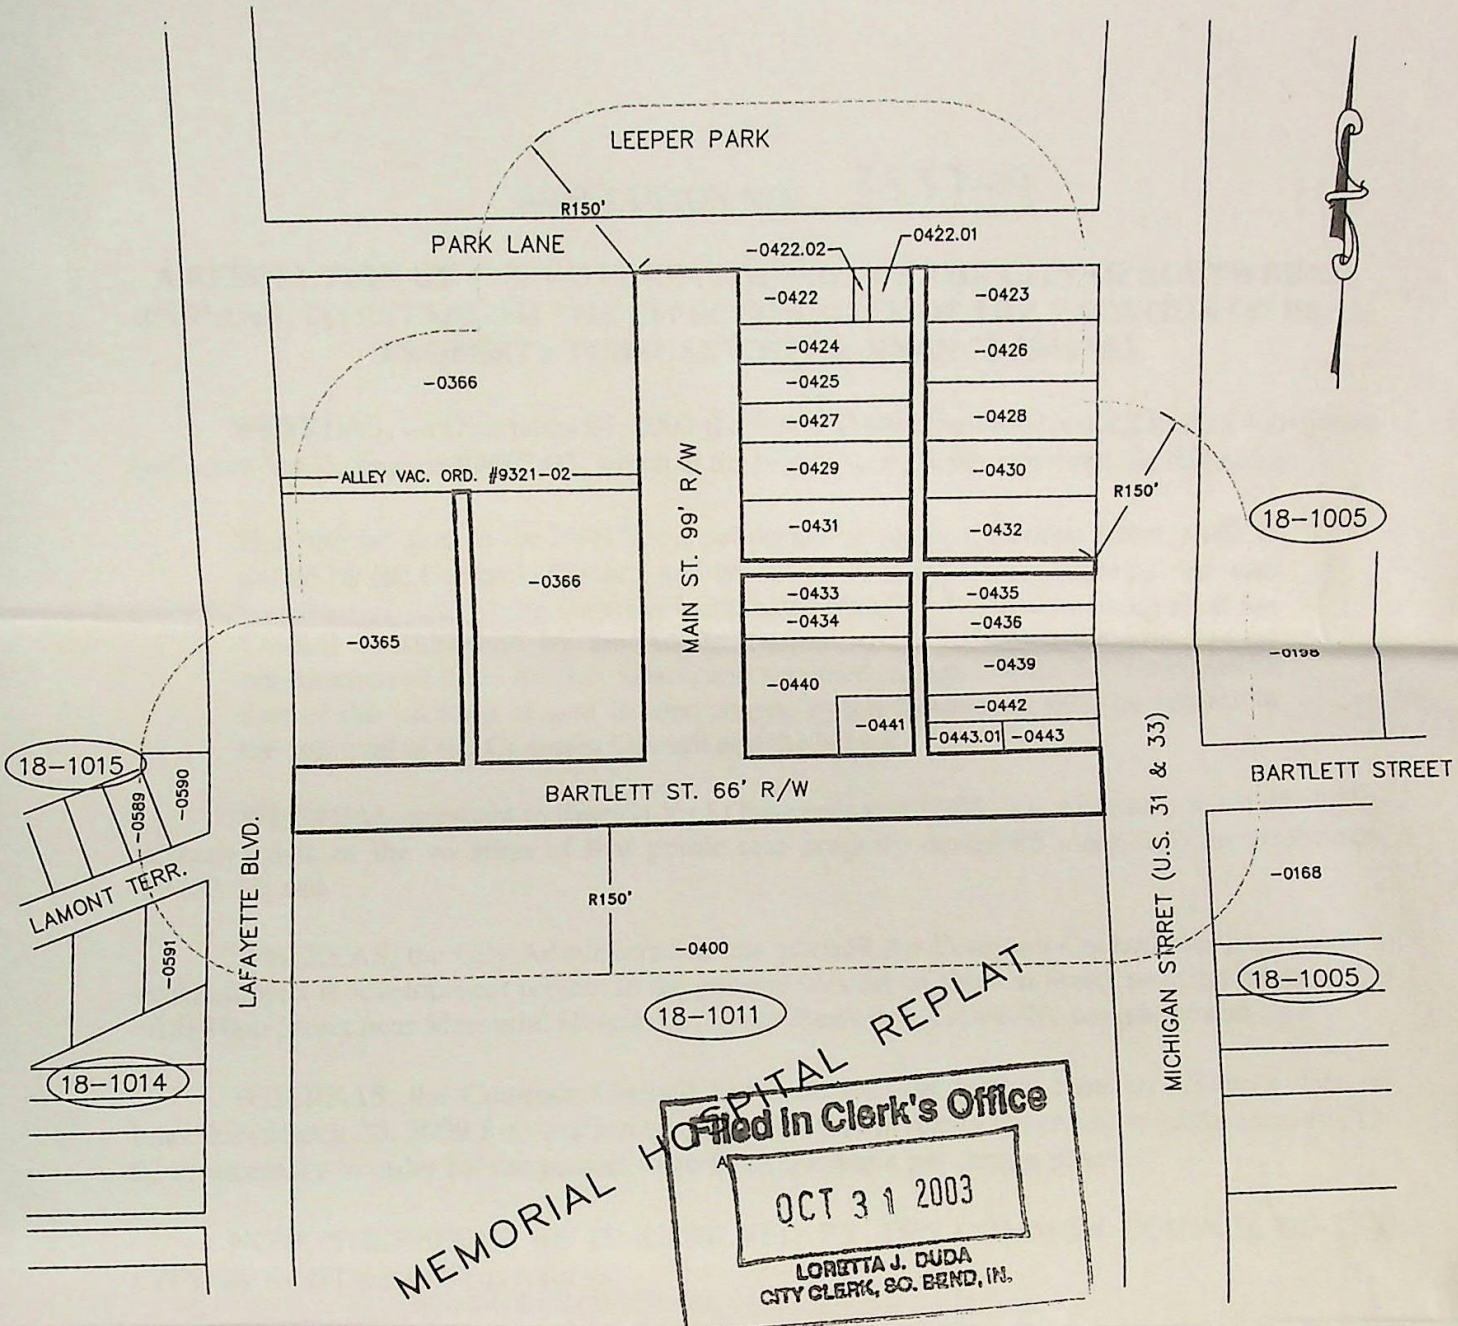 LEEPER PARK
R150'
PARK LANE
-0422.02
-0422.01
-0422
-0423
-0424
-0426
-0366
-0425
-0427
-0428
ALLEY VAC. ORD. #9321-02
-0429
-0430
R150'
18-1005
-0431
-0432
MAIN ST. 99' R/W
-0366
-0433
-0435
-0365
-0434
-0436
-0439
-0198
-0440
-0442
-0441
-0443.01
-0443
18-1015
-0589
-0590
BARTLETT ST. 66' R/W
BARTLETT STREET
LAFAYETTE BLVD.
MICHIGAN STRRET (U.S. 31 & 33)
LAMONT TERR.
R150'
-0168
-0591
-0400
18-1005
18-1011
18-1014
MEMORIAL HOSPITAL REPLAT
Filed in Clerk's Office
OCT 31 2003
LORETTA J. DUDA
CITY CLERK, SO. BEND, IN.